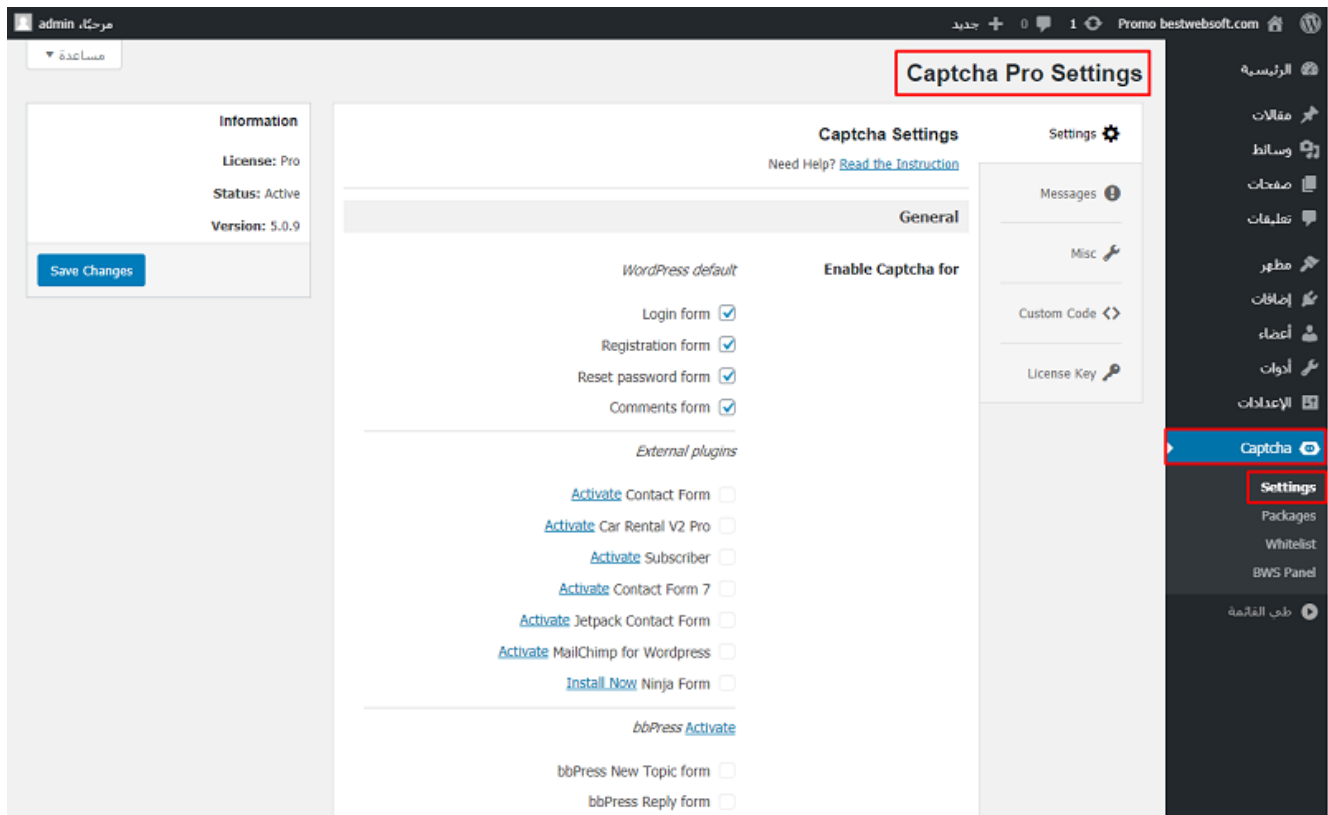 Promo bestwebsoft.com 1 0 جديد
مرحبًا، admin
مساعدة
Captcha Pro Settings
الرئيسية
مقالات
وسائط
صفحات
تعليقات
مظهر
إضافات
أعضاء
أدوات
الإعدادات
Captcha
Settings
Packages
Whitelist
BWS Panel
طي القائمة
Settings
Messages
Misc
Custom Code
License Key
Captcha Settings
Need Help? Read the Instruction
General
Enable Captcha for
WordPress default
Login form
Registration form
Reset password form
Comments form
External plugins
Activate Contact Form
Activate Car Rental V2 Pro
Activate Subscriber
Activate Contact Form 7
Activate Jetpack Contact Form
Activate MailChimp for Wordpress
Install Now Ninja Form
bbPress Activate
bbPress New Topic form
bbPress Reply form
Information
License: Pro
Status: Active
Version: 5.0.9
Save Changes